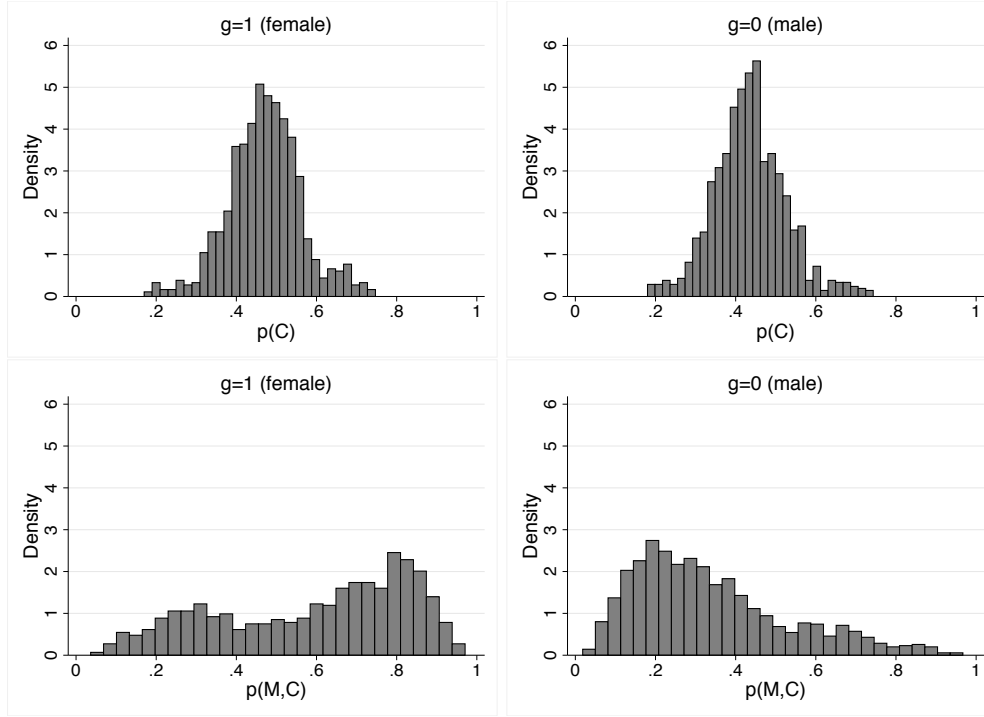 g=1 (female)
Density
0 1 2 3 4 5 6
0 .2 .4 .6 .8 1
p(C)
g=0 (male)
Density
0 1 2 3 4 5 6
0 .2 .4 .6 .8 1
p(C)
g=1 (female)
Density
0 1 2 3 4 5 6
0 .2 .4 .6 .8 1
p(M,C)
g=0 (male)
Density
0 1 2 3 4 5 6
0 .2 .4 .6 .8 1
p(M,C)